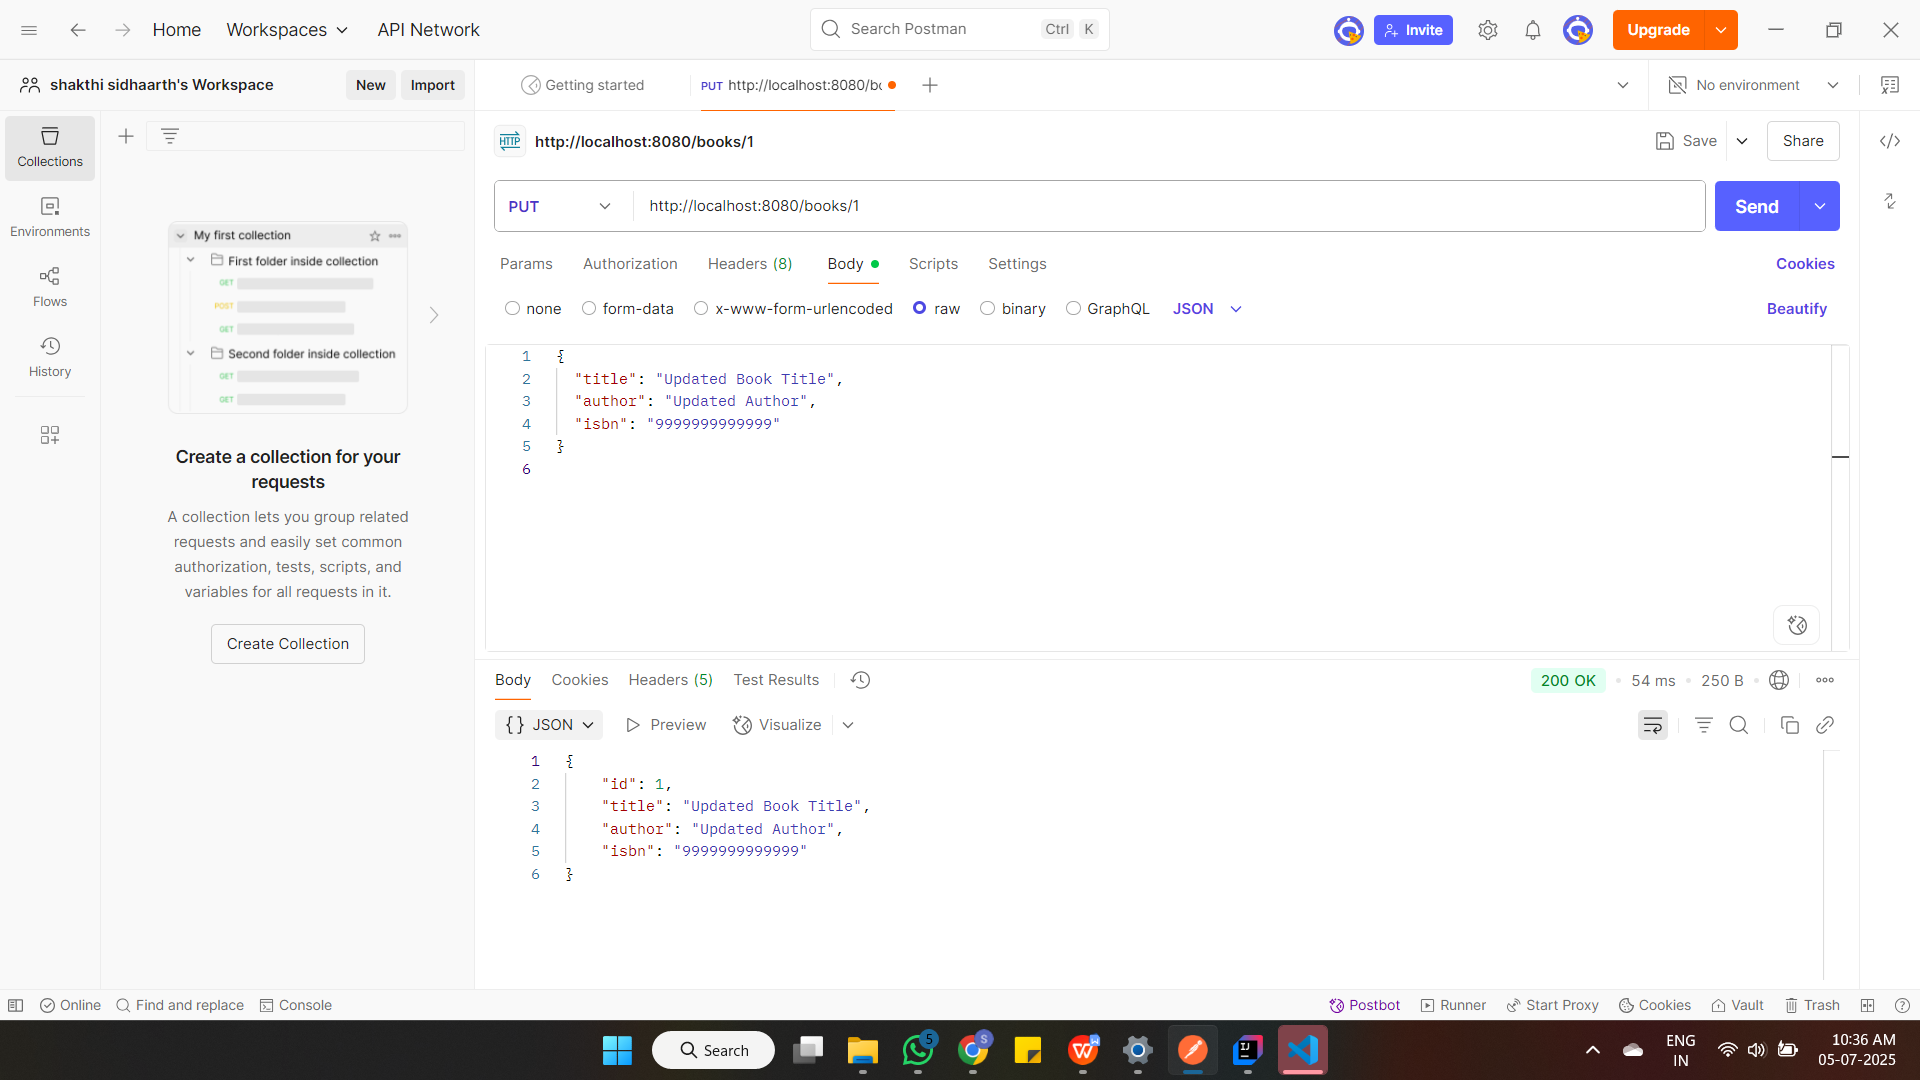 Home Workspaces API Network Search Postman Ctrl K Invite Upgrade
shakthi sidhaarth's Workspace New Import Getting started PUT http://localhost:8080/bo No environment
Collections
Environments
Flows
History
My first collection
First folder inside collection
GET
POST
GET
Second folder inside collection
GET
GET
Create a collection for your
requests
A collection lets you group related
requests and easily set common
authorization, tests, scripts, and
variables for all requests in it.
Create Collection
HTTP http://localhost:8080/books/1 Save Share
PUT http://localhost:8080/books/1 Send
Params Authorization Headers (8) Body Scripts Settings Cookies
none form-data x-www-form-urlencoded raw binary GraphQL JSON Beautify
1 {
2 "title": "Updated Book Title",
3 "author": "Updated Author",
4 "isbn": "9999999999999"
5 }
6
Body Cookies Headers (5) Test Results 200 OK 54 ms 250 B
{} JSON Preview Visualize
1 {
2 "id": 1,
3 "title": "Updated Book Title",
4 "author": "Updated Author",
5 "isbn": "9999999999999"
6 }
Online Find and replace Console Postbot Runner Start Proxy Cookies Vault Trash
Search 5 S W IJ ENG 10:36 AM
IN 05-07-2025